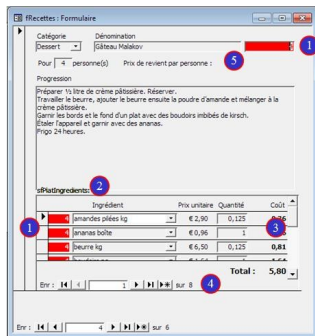 fRecettes : Formulaire
Catégorie Dénomination
Dessert Gâteau Malakov 1
Pour 4 personne(s) Prix de revient par personne : 5
Progression
Préparer ½ litre de crème pâtissière. Réserver.
Travailler le beurre, ajouter le beurre ensuite la poudre d'amande et mélanger à la
crème pâtissière.
Garnir les bords et le fond d'un plat avec des boudoirs imbibés de kirsch.
Étaler l'appareil et garnir avec des ananas.
Frigo 24 heures.
2
sfPlatIngredients:
Ingrédient Prix unitaire Quantité Coût
1 4 amandes pilées kg € 2,90 0,125
4 ananas boîte € 0,96 1 3
4 beurre kg € 6,50 0,125 0,81
Total : 5,80
Enr : 1 sur 8 4
Enr : 4 sur 6